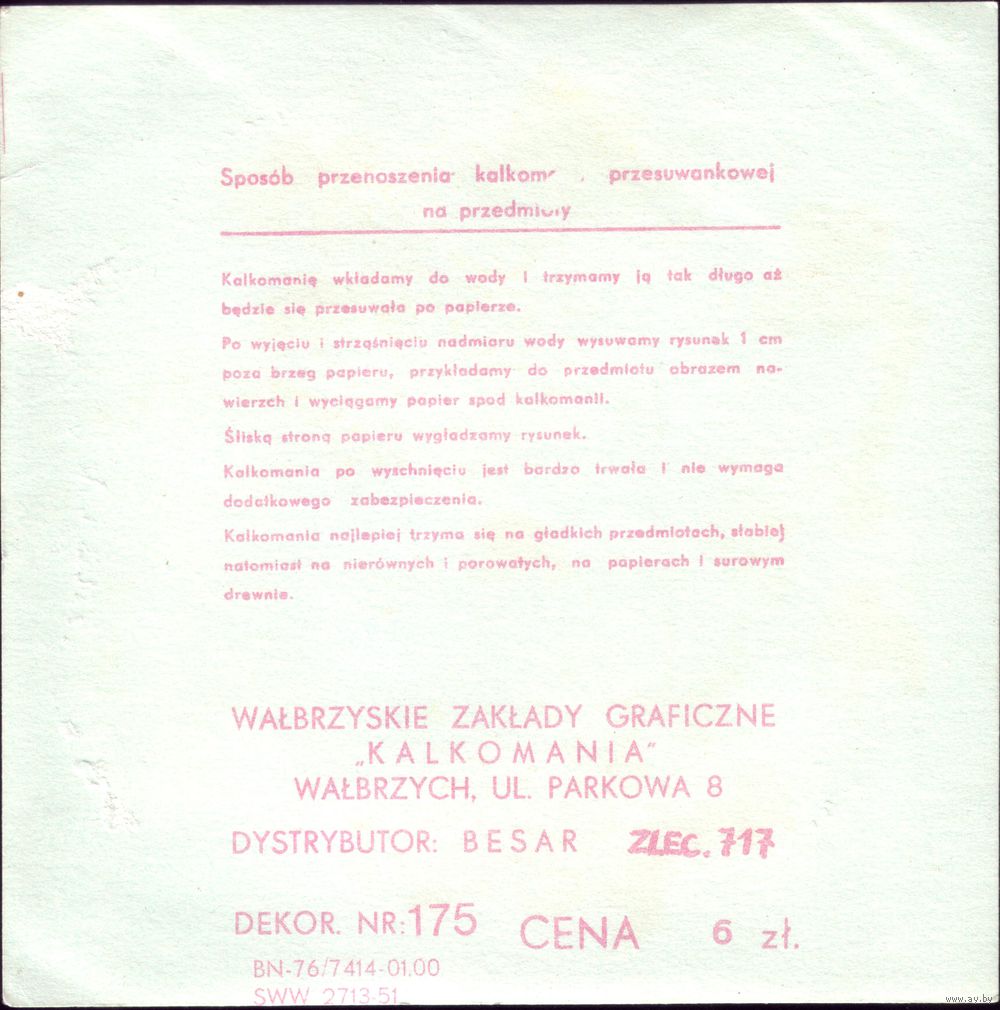 Sposób przenoszenia przesuwankowej
na przedmioty
Kalkomanię wkładamy do wody i trzymamy ją tak długo aż
będzie się przesuwała po papierze.
Po wyjęciu i strząśnięciu nadmiaru wody wysuwamy rysunek 1 cm
poza brzeg papieru, przykładamy do przedmiotu obrazem na-
wierzch i wyciągamy papier spod kalkomanii.
Śliską stroną papieru wygładzamy rysunek.
Kalkomania po wyschnięciu jest bardzo trwała i nie wymaga
dodatkowego zabezpieczenia.
Kalkomania najlepiej trzyma się na gładkich przedmiotach, słabiej
natomiast na nierównych i porowatych, na papierach i surowym
drewnie.
WAŁBRZYSKIE ZAKŁADY GRAFICZNE
„KALKOMANIA"
WAŁBRZYCH, UL. PARKOWA 8
DYSTRYBUTOR: BESAR ZLEC. 717
DEKOR. NR: 175 CENA 6 zł.
BN-76/7414-01.00
SWW 2713-51
www.ay.by